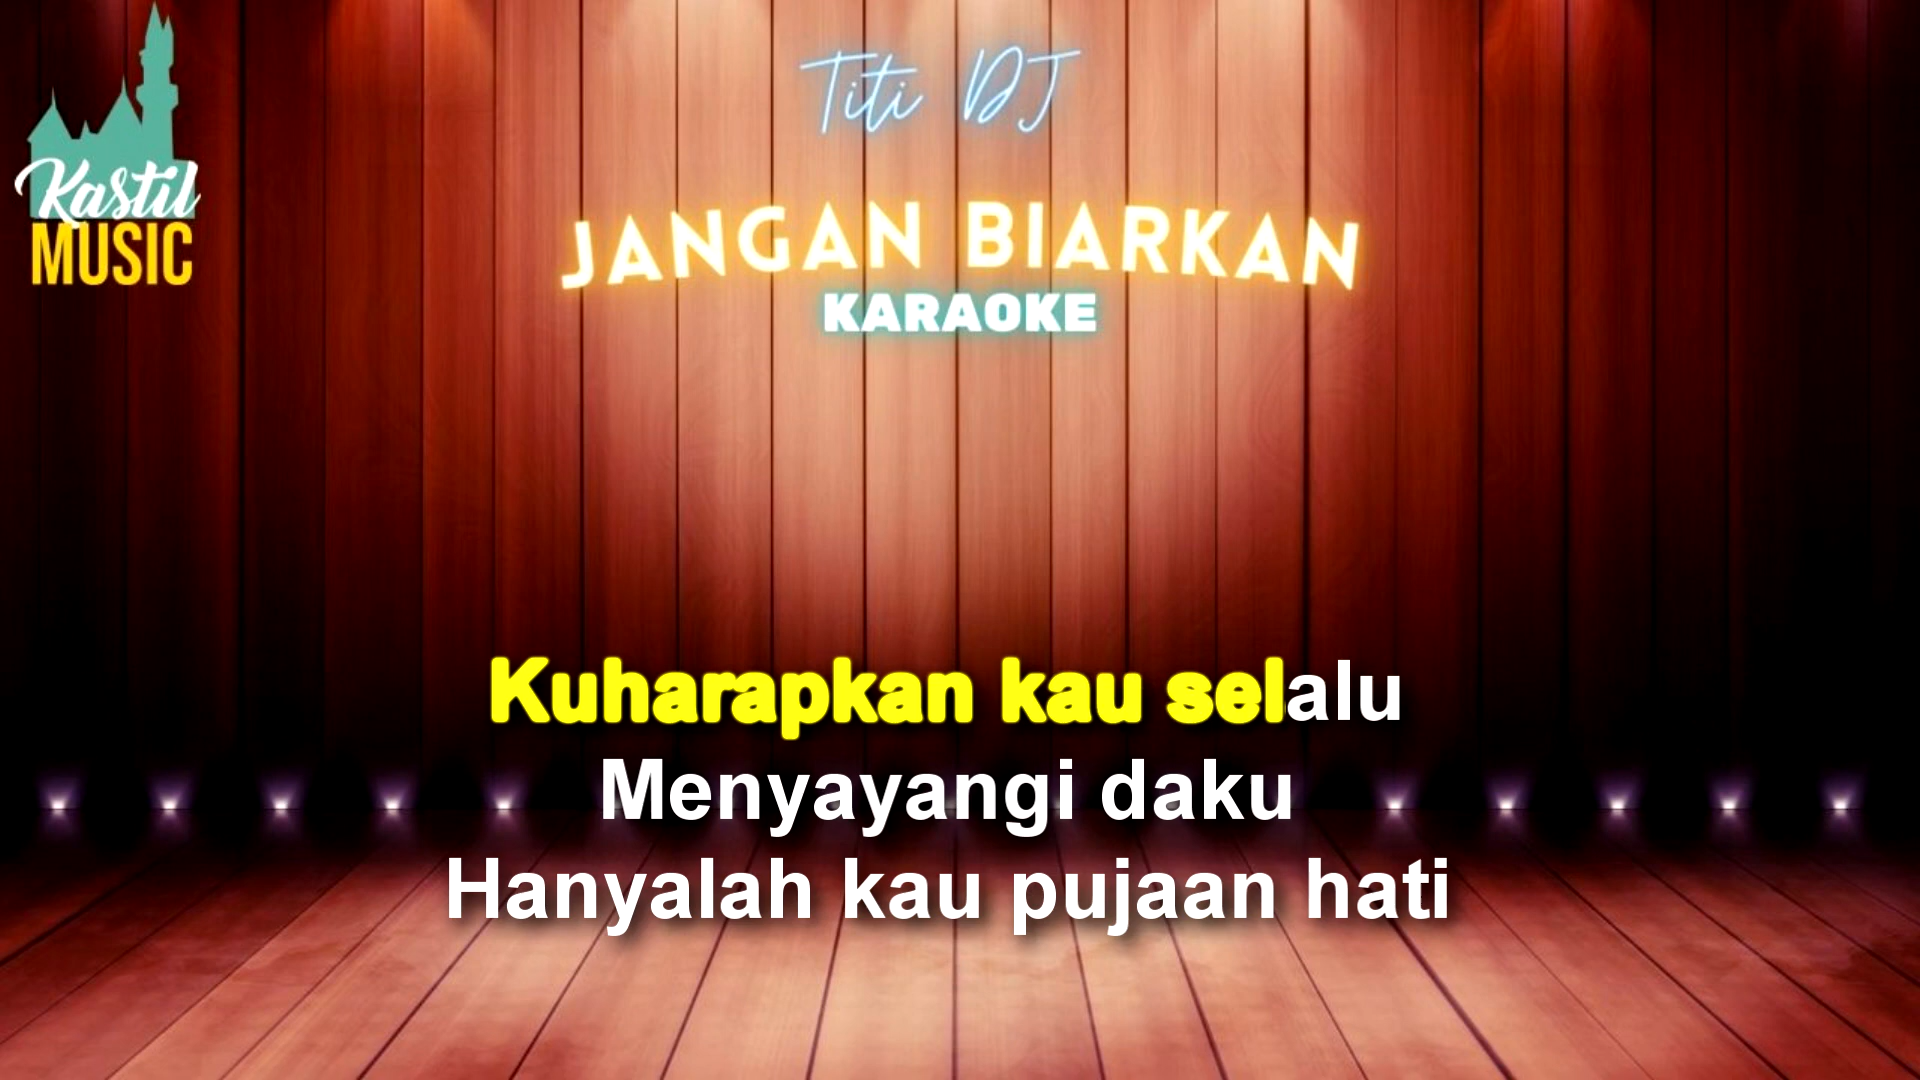 Kastil
MUSIC
Titi DJ
JANGAN BIARKAN
KARAOKE
Kuharapkan kau selalu
Menyayangi daku
Hanyalah kau pujaan hati